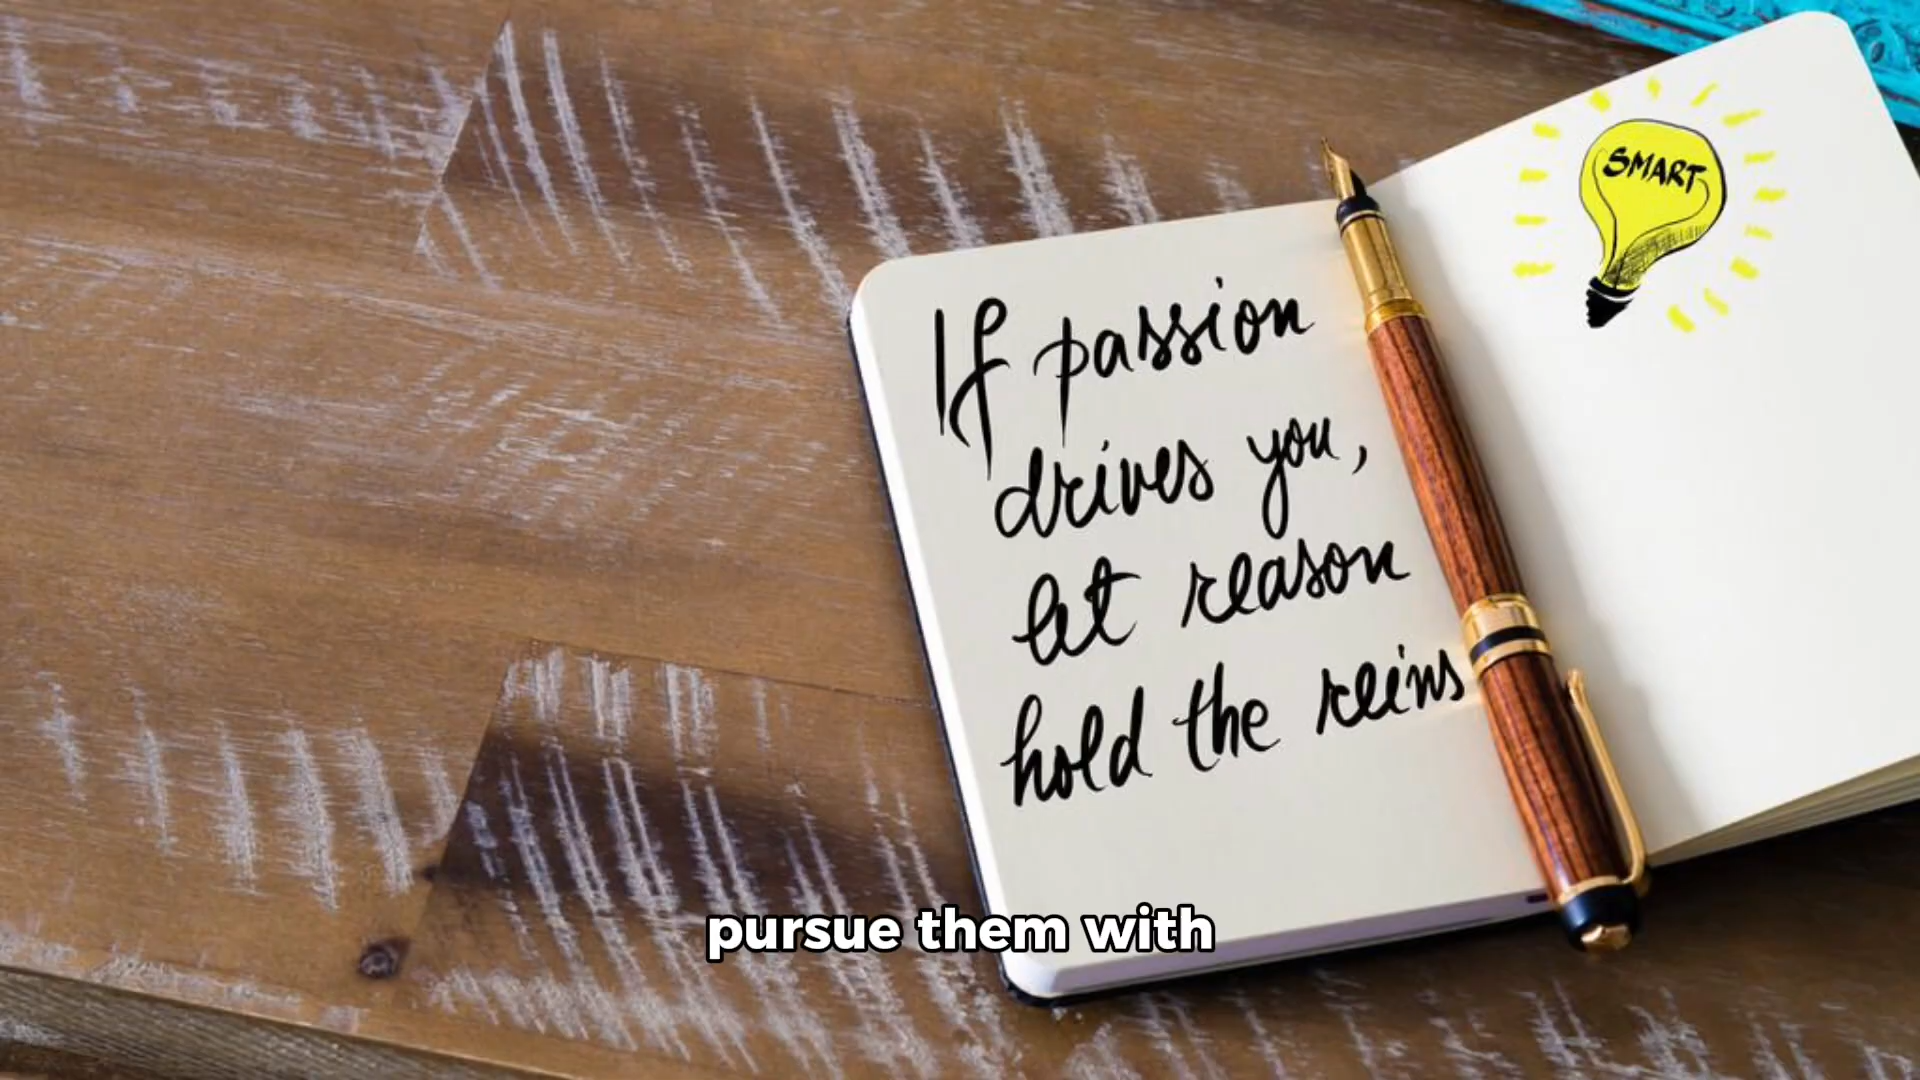 If passion
drives you,
let reason
hold the reins
SMART
pursue them with